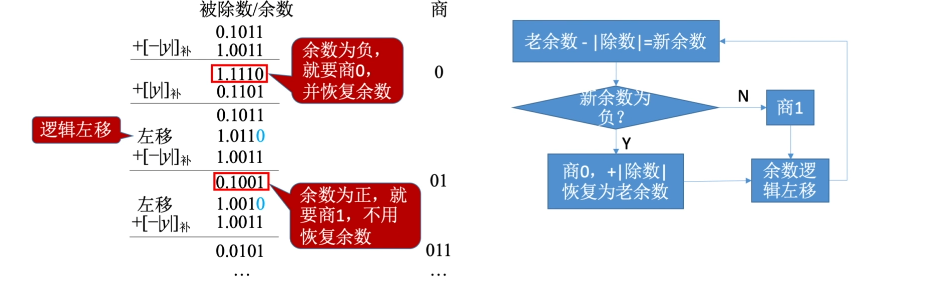 被除数/余数 商
0.1011
+[−|y|]补 1.0011
1.1110 0
+[|y|]补 0.1101
0.1011
左移 1.0110
+[−|y|]补 1.0011
0.1001 01
左移 1.0010
+[−|y|]补 1.0011
0.0101 011
… …
余数为负，
就要商0，
并恢复余数
逻辑左移
余数为正，就
要商1，不用
恢复余数
老余数 - |除数|=新余数
新余数为
负？
N
商1
Y
商0，+|除数|
恢复为老余数
余数逻
辑左移